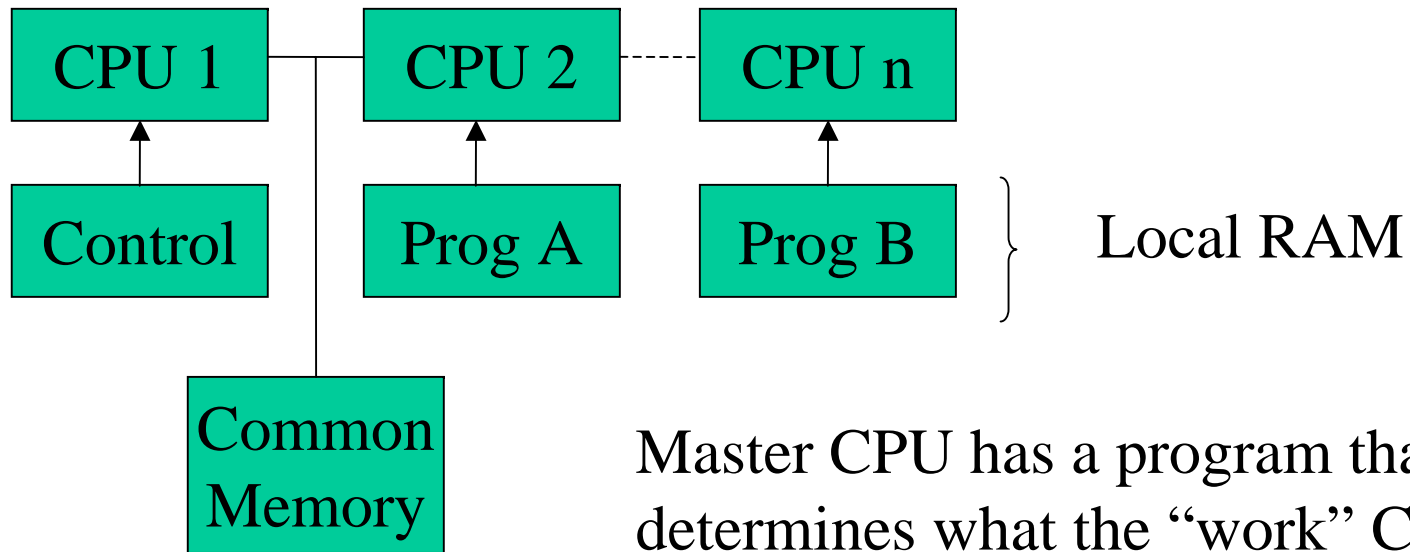 CPU 1
CPU 2
CPU n
Control
Prog A
Prog B
Local RAM
Common
Memory
Master CPU has a program
determines what the “work”